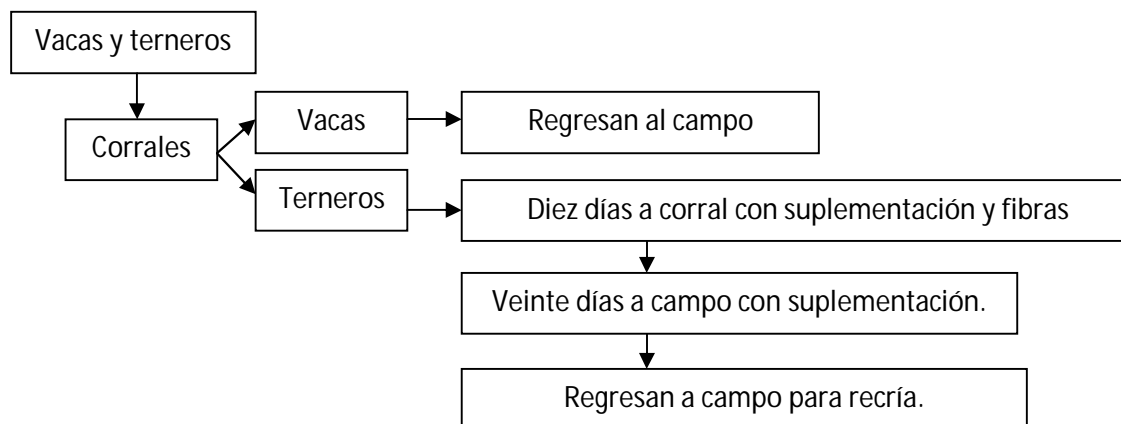 Vacas y terneros
Vacas
Regresan al campo
Corrales
Terneros
Diez días a corral con suplementación y fibras
Veinte días a campo con suplementación.
Regresan a campo para recría.